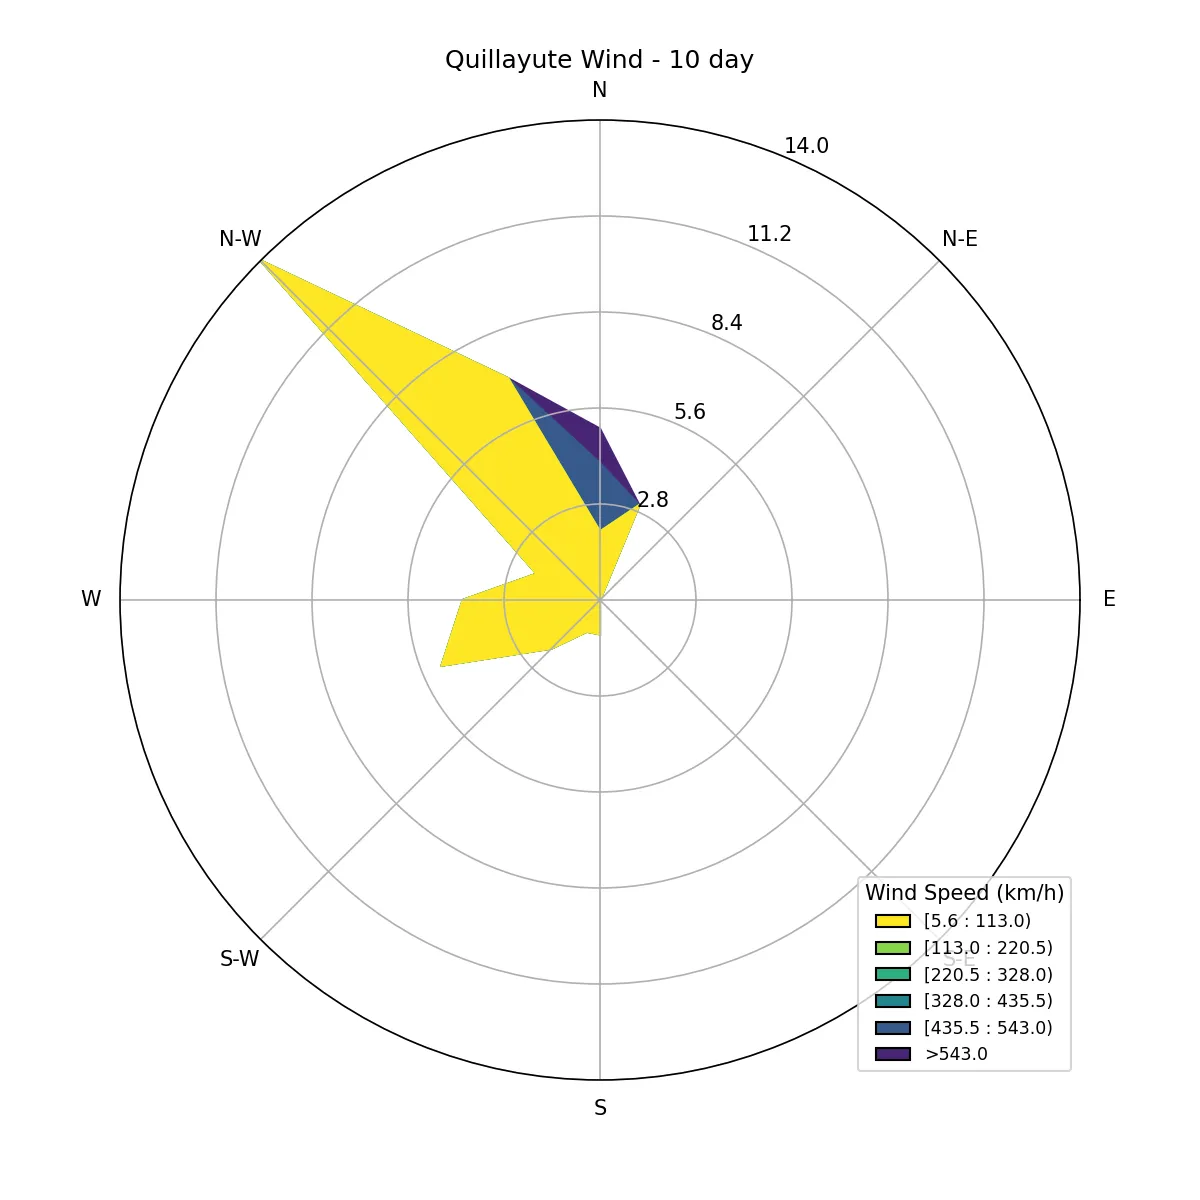 Quillayute Wind - 10 day
N
14.0
11.2
N-W
N-E
8.4
5.6
2.8
W
E
Wind Speed (km/h)
[5.6 : 113.0)
[113.0 : 220.5)
S-W
S-E
[220.5 : 328.0)
[328.0 : 435.5)
[435.5 : 543.0)
>543.0
S